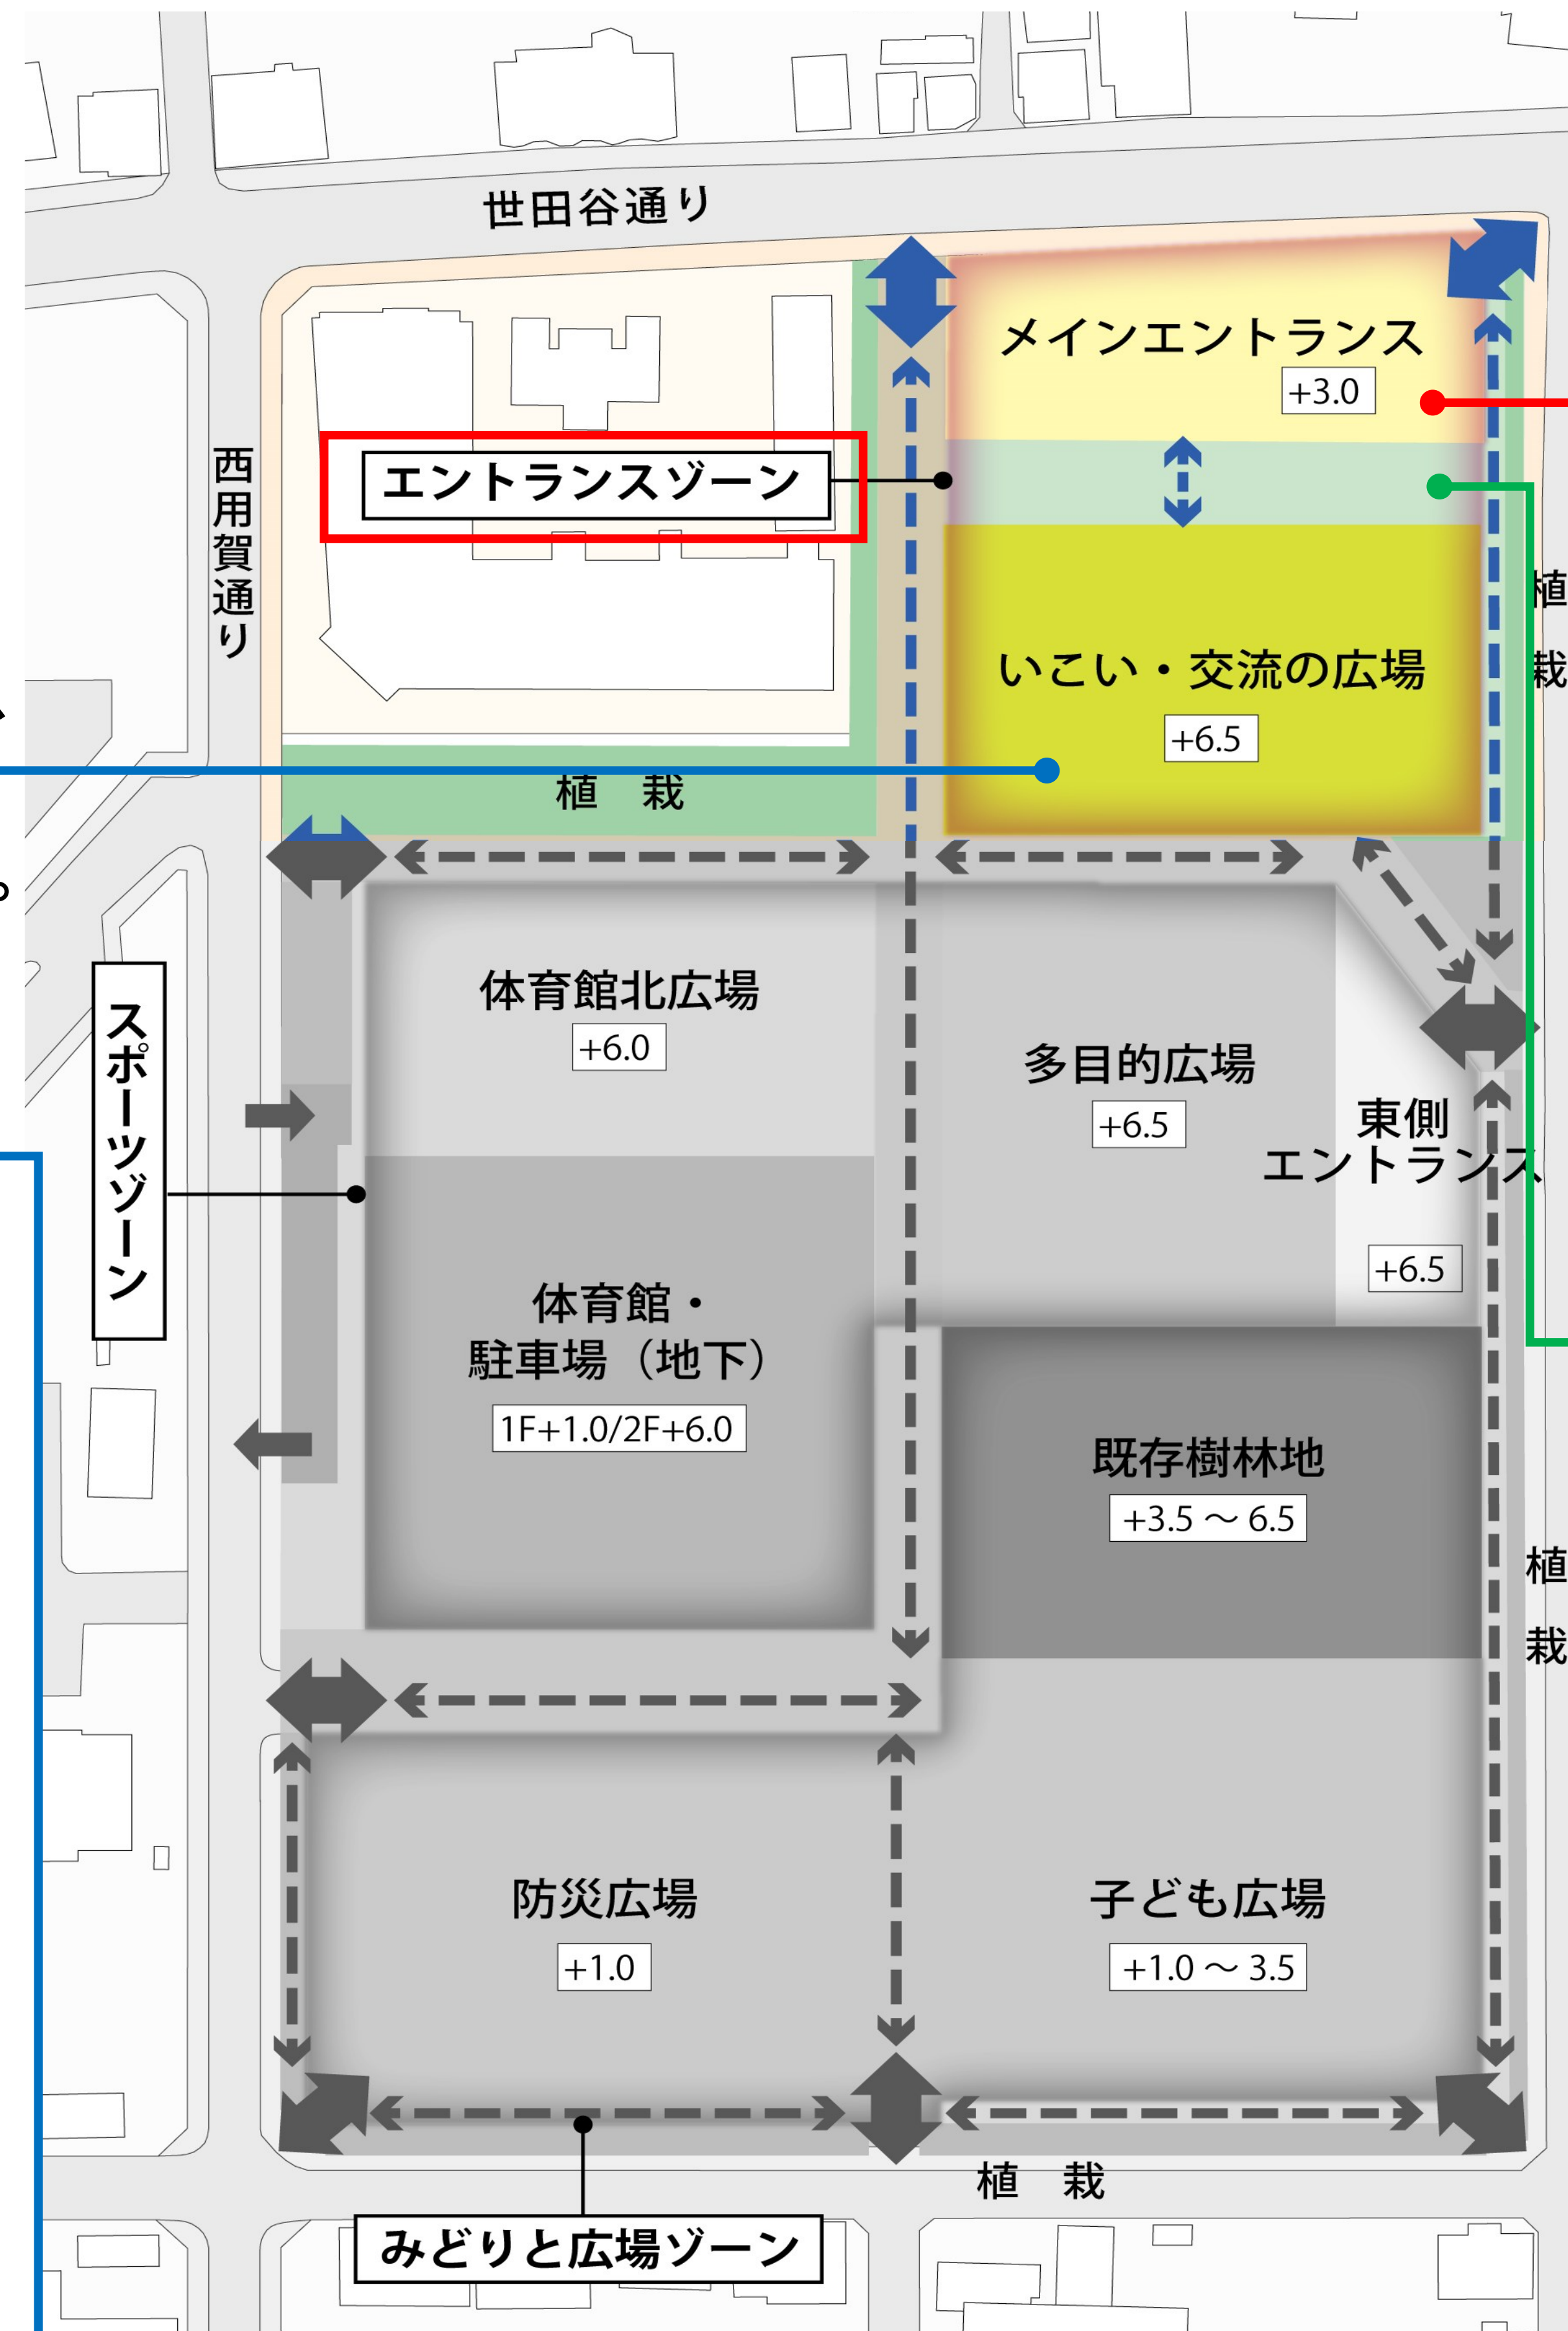 世田谷通り
メインエントランス
+3.0
エントランスゾーン
西用賀通り
植栽
いこい・交流の広場
+6.5
、
植 栽
。
体育館北広場
+6.0
多目的広場
+6.5
東側
エントランス
+6.5
スポーツゾーン
体育館・
駐車場（地下）
1F+1.0/2F+6.0
既存樹林地
+3.5 ～ 6.5
植栽
防災広場
+1.0
子ども広場
+1.0 ～ 3.5
植 栽
みどりと広場ゾーン